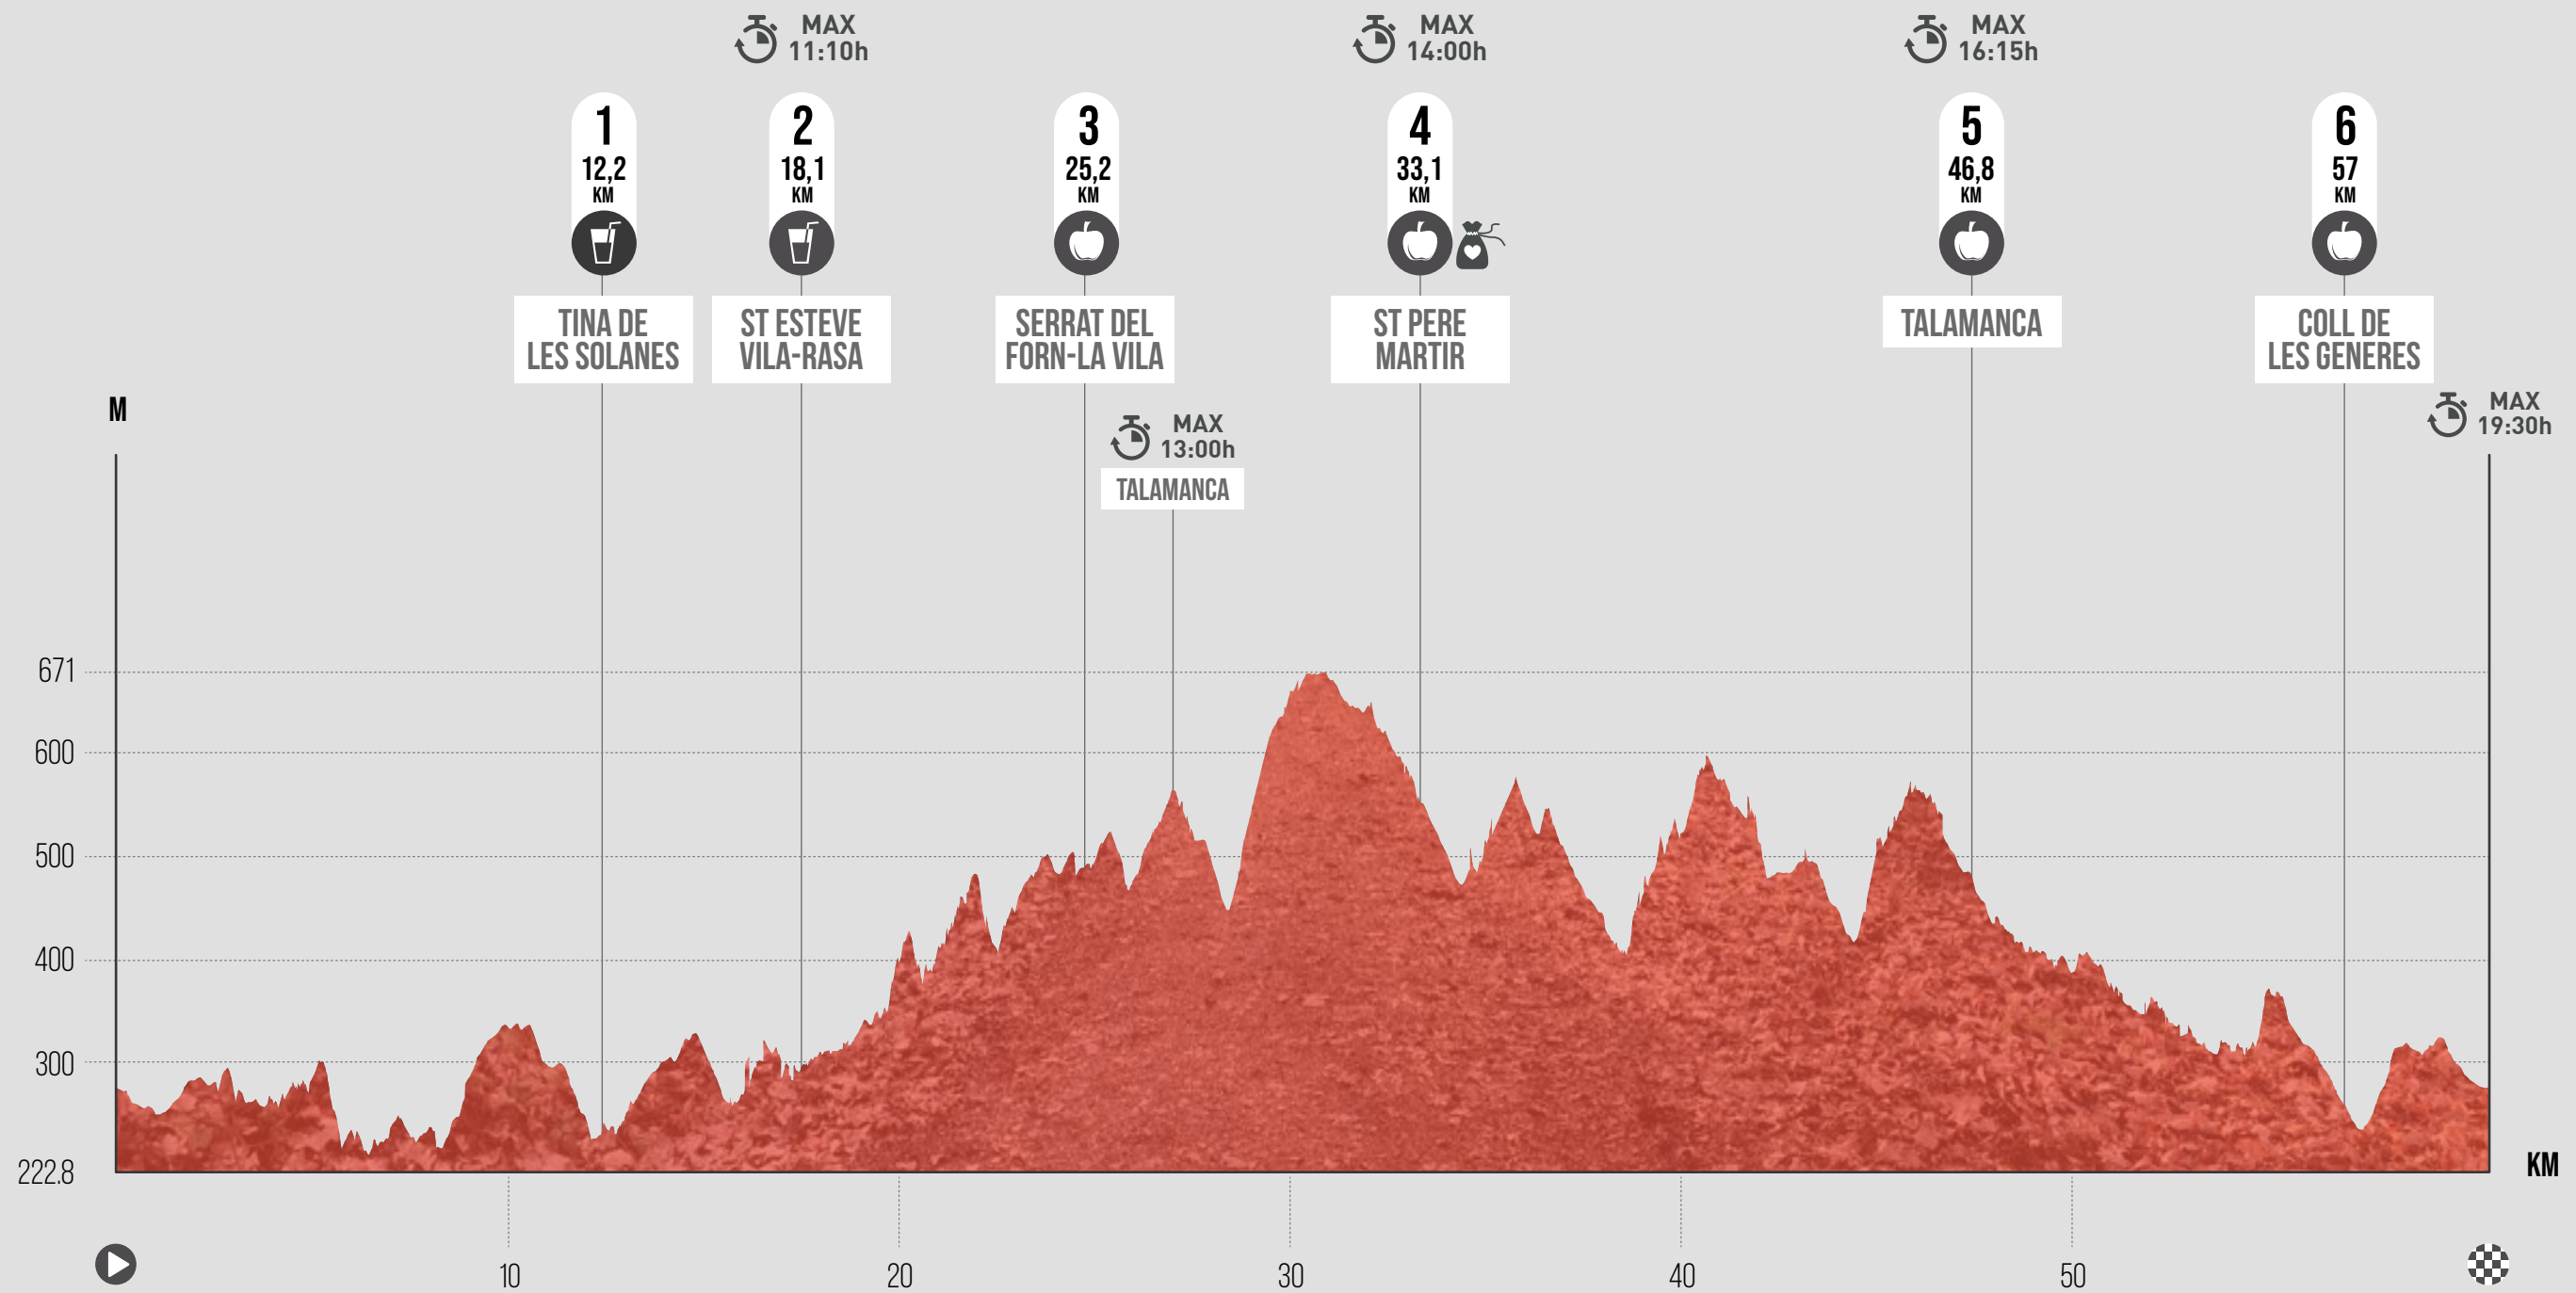 MAX
11:10h
MAX
14:00h
MAX
16:15h
1
12,2
KM
2
18,1
KM
3
25,2
KM
4
33,1
KM
5
46,8
KM
6
57
KM
TINA DE
LES SOLANES
ST ESTEVE
VILA-RASA
SERRAT DEL
FORN-LA VILA
ST PERE
MARTIR
TALAMANCA
COLL DE
LES GENERES
M
MAX
13:00h
TALAMANCA
MAX
19:30h
671
600
500
400
300
222.8
KM
10
20
30
40
50